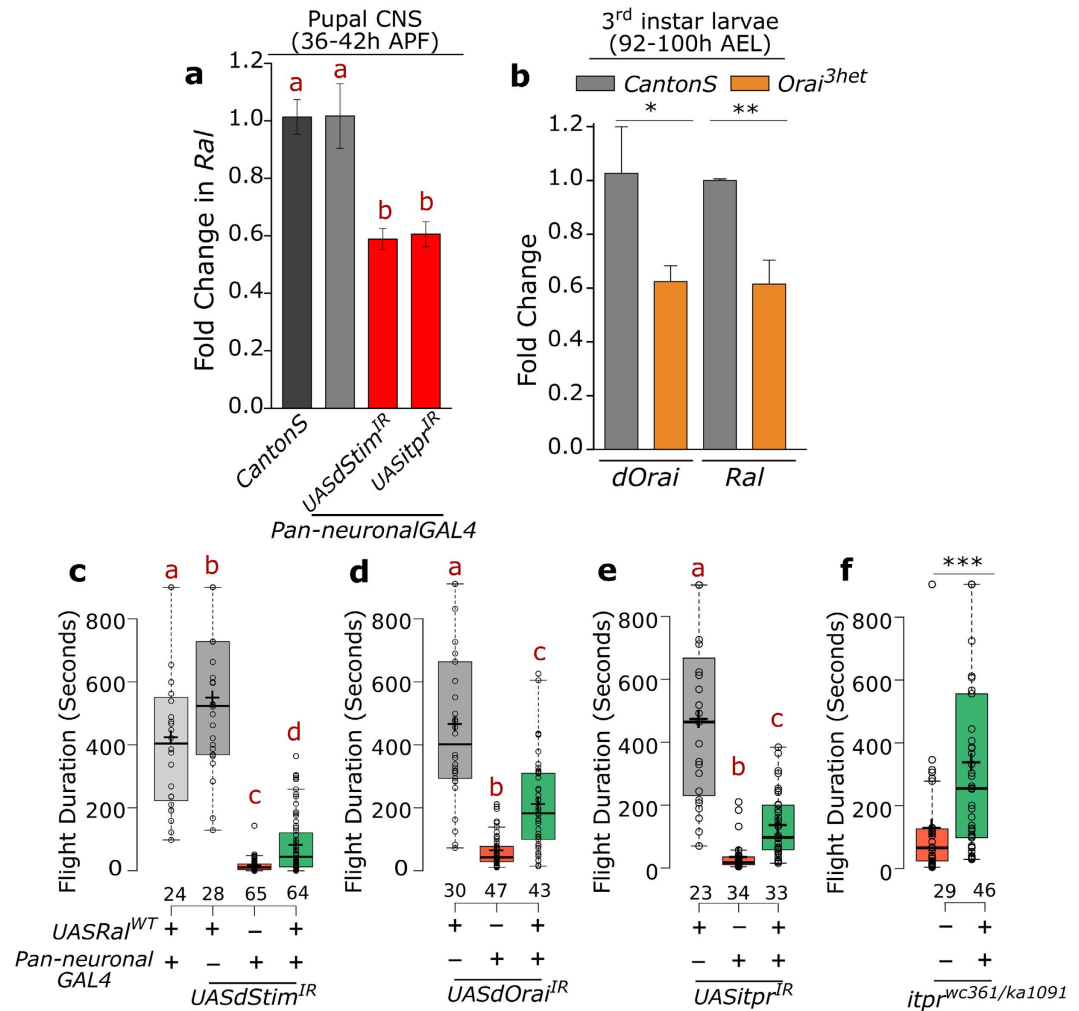 Pupal CNS
(36-42h APF)
a
Fold Change in Ral
1.2
1.0
0.8
0.6
0.4
0.2
0.0
a a b b
CantonS
UASdStim^IR
UASitpr^IR
Pan-neuronalGAL4
3rd instar larvae
(92-100h AEL)
b
CantonS Orai^3het
* **
Fold Change
1.2
1.0
0.8
0.6
0.4
0.2
0.0
dOrai Ral
c
Flight Duration (Seconds)
800
600
400
200
0
a b c d
24 28 65 64
UASRal^WT + + − +
Pan-neuronal
GAL4 + − + +
UASdStim^IR
d
Flight Duration (Seconds)
800
600
400
200
0
a b c
30 47 43
+ − +
− + +
UASdOrai^IR
e
Flight Duration (Seconds)
800
600
400
200
0
a b c
23 34 33
+ − +
− + +
UASitpr^IR
f
Flight Duration (Seconds)
800
600
400
200
0
***
29 46
− +
− +
itpr^wc361/ka1091